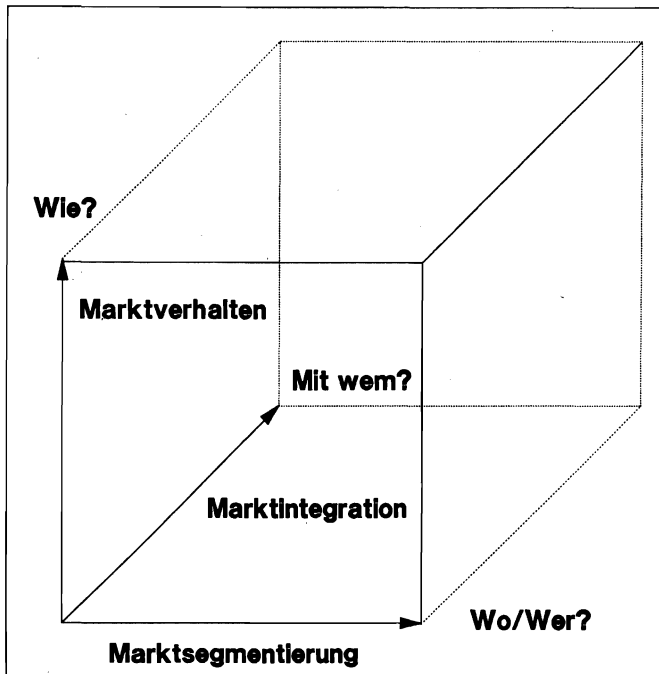 Wie?
Marktverhalten
Mit wem?
Marktintegration
Wo/Wer?
Marktsegmentierung